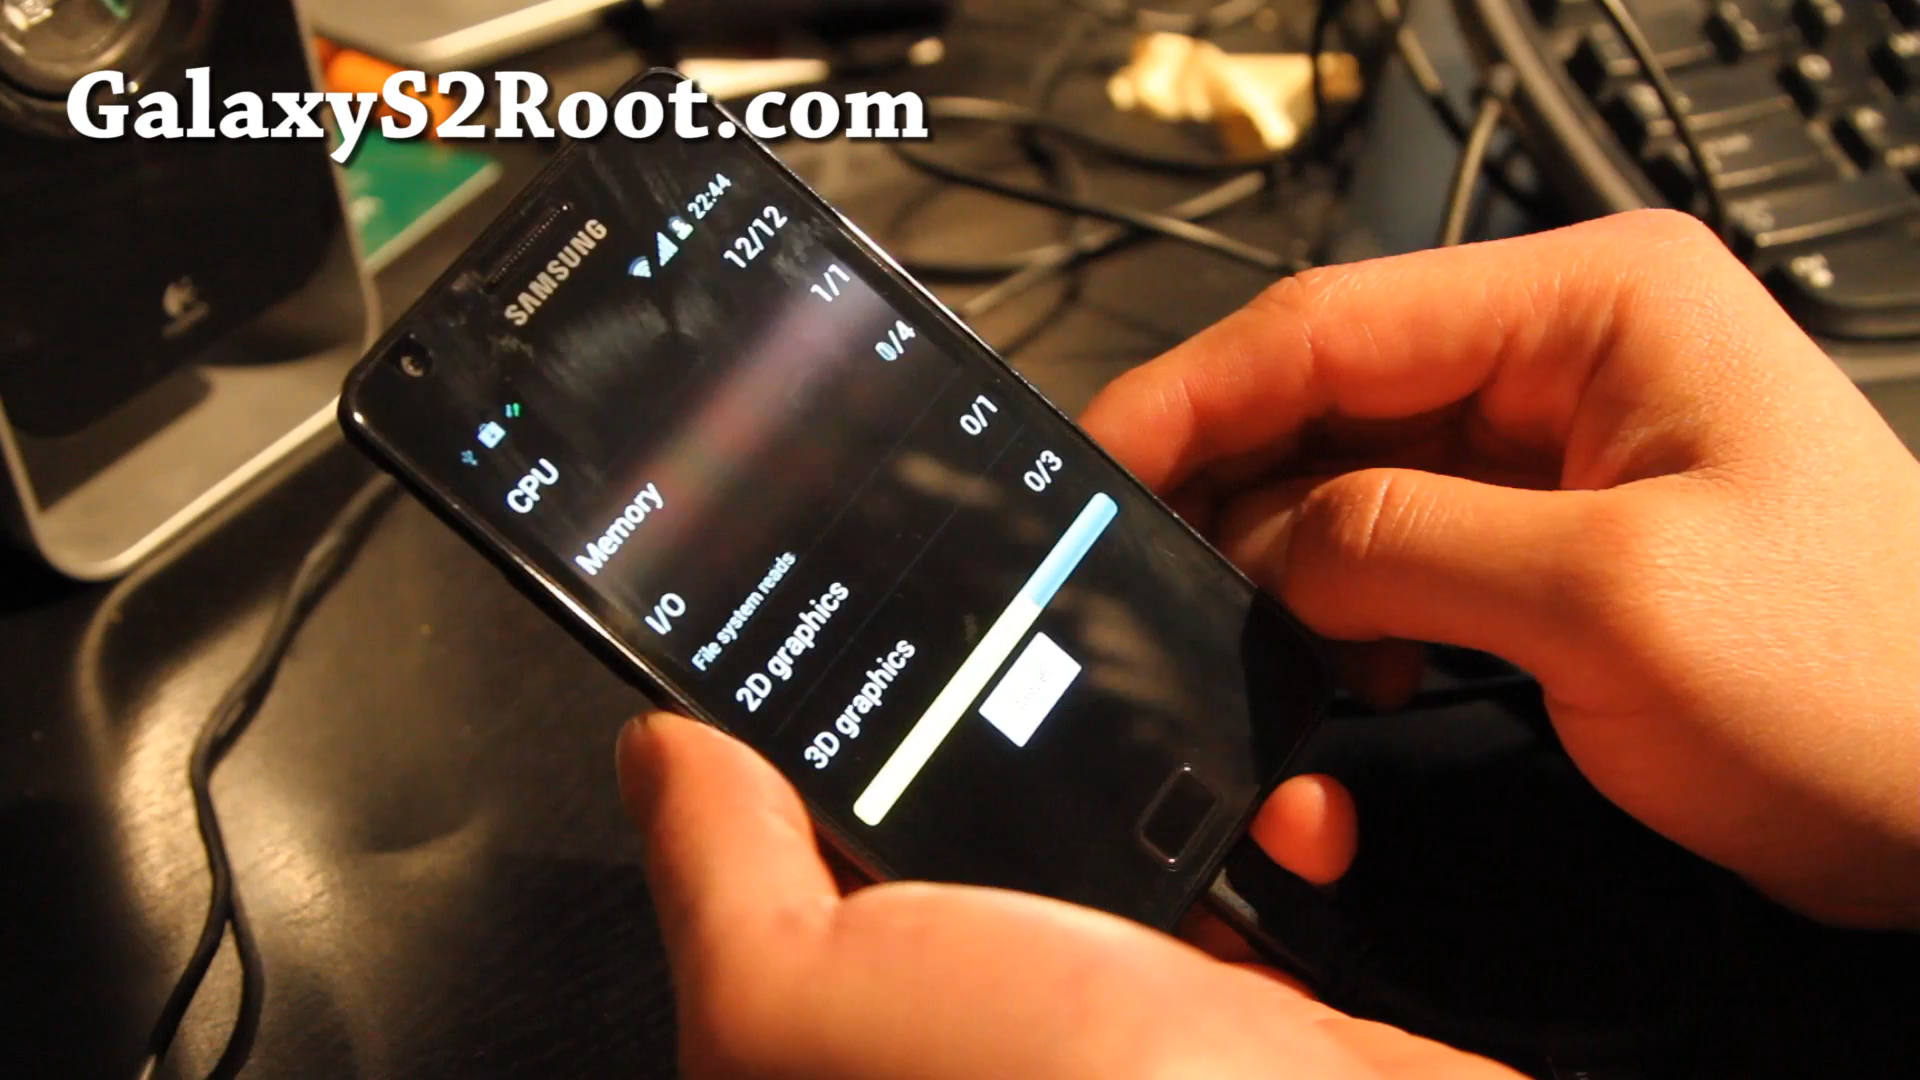 GalaxyS2Root.com
SAMSUNG
22:44
CPU 12/12
Memory 1/1
I/O 0/4
File system reads
2D graphics 0/1
3D graphics 0/3